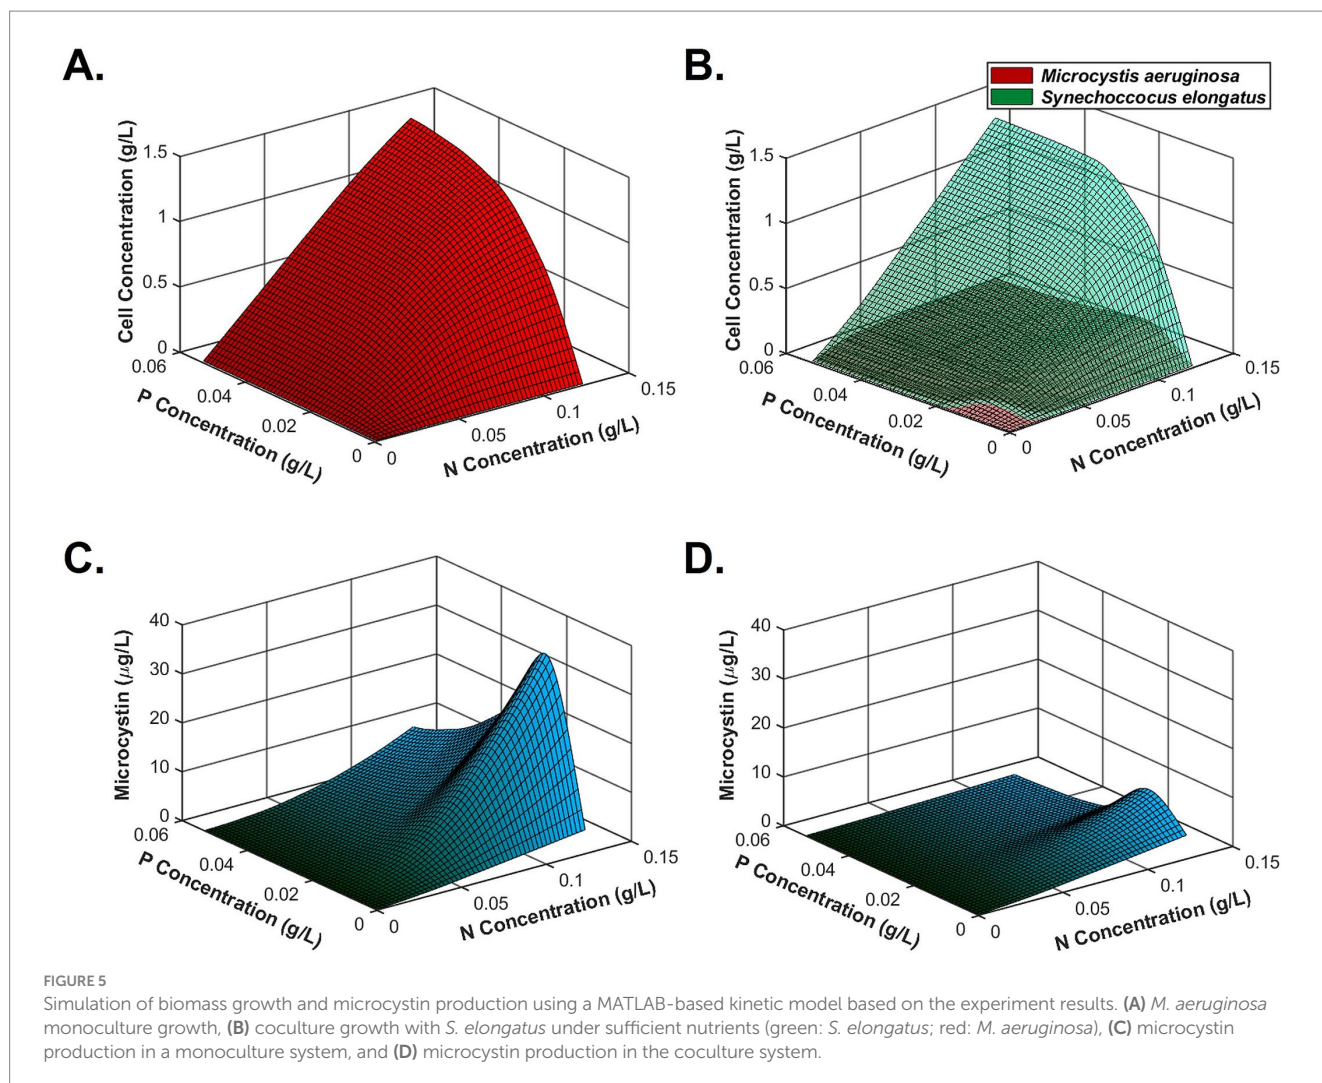 A.
Cell Concentration (g/L)
1.5
1
0.5
0
0.06
0.04
0.02
0
P Concentration (g/L)
0
0.05
0.1
0.15
N Concentration (g/L)
B.
Microcystis aeruginosa
Synechoccocus elongatus
Cell Concentration (g/L)
1.5
1
0.5
0
0.06
0.04
0.02
0
P Concentration (g/L)
0
0.05
0.1
0.15
N Concentration (g/L)
C.
Microcystin (μg/L)
40
30
20
10
0
0.06
0.04
0.02
0
P Concentration (g/L)
0
0.05
0.1
0.15
N Concentration (g/L)
D.
Microcystin (μg/L)
40
30
20
10
0
0.06
0.04
0.02
0
P Concentration (g/L)
0
0.05
0.1
0.15
N Concentration (g/L)
FIGURE 5
Simulation of biomass growth and microcystin production using a MATLAB-based kinetic model based on the experiment results. (A) M. aeruginosa
monoculture growth, (B) coculture growth with S. elongatus under sufficient nutrients (green: S. elongatus; red: M. aeruginosa), (C) microcystin
production in a monoculture system, and (D) microcystin production in the coculture system.